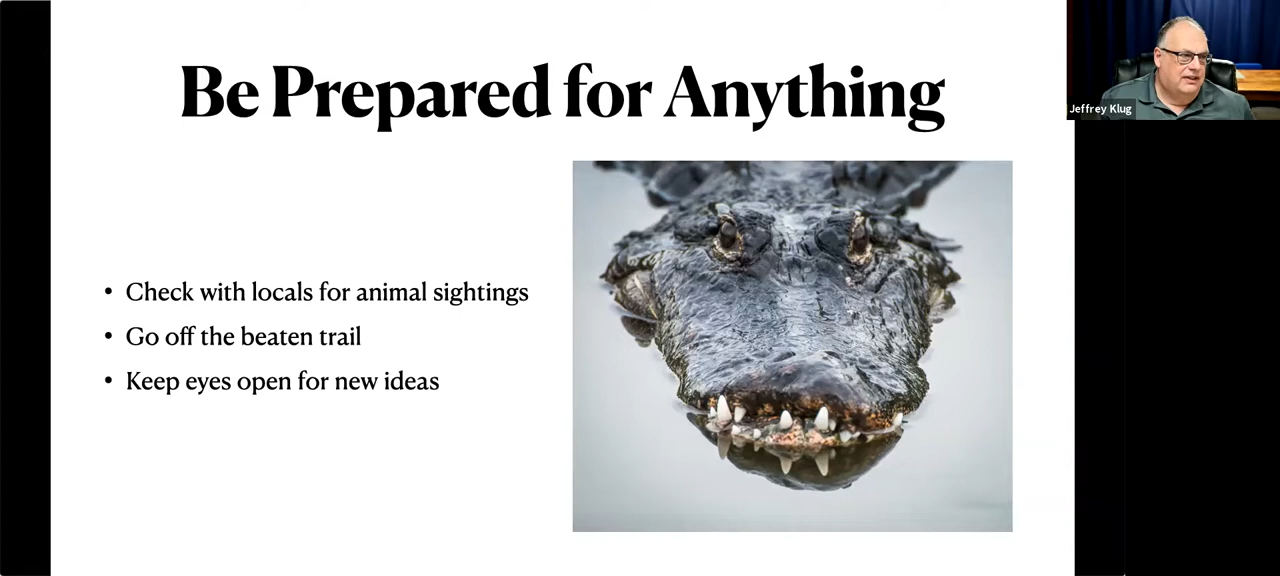 Be Prepared for Anything
Jeffrey Klug
• Check with locals for animal sightings
• Go off the beaten trail
• Keep eyes open for new ideas